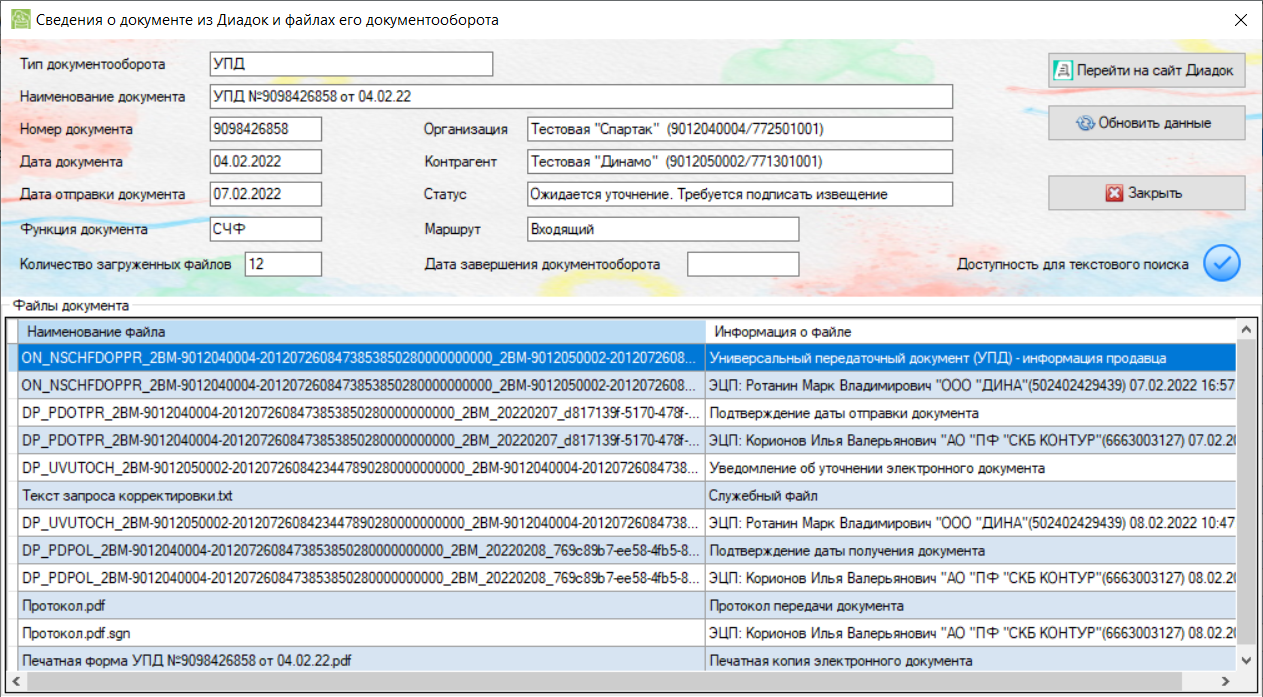 Сведения о документе из Диадок и файлах его документооборота
Тип документооборота УПД Перейти на сайт Диадок
Наименование документа УПД №9098426858 от 04.02.22
Номер документа 9098426858 Организация Тестовая "Спартак" (9012040004/772501001) Обновить данные
Дата документа 04.02.2022 Контрагент Тестовая "Динамо" (9012050002/771301001)
Дата отправки документа 07.02.2022 Статус Ожидается уточнение. Требуется подписать извещение Закрыть
Функция документа СЧФ Маршрут Входящий
Количество загруженных файлов 12 Дата завершения документооборота Доступность для текстового поиска
Файлы документа
Наименование файла Информация о файле
ON_NSCHFDOPPR_2BM-9012040004-2012072608473853850280000000000_2BM-9012050002-2012072608... Универсальный передаточный документ (УПД) - информация продавца
ON_NSCHFDOPPR_2BM-9012040004-2012072608473853850280000000000_2BM-9012050002-2012072608... ЭЦП: Ротанин Марк Владимирович "ООО "ДИНА"(502402429439) 07.02.2022 16:57
DP_PDOTPR_2BM-9012040004-2012072608473853850280000000000_2BM_20220207_d817139f-5170-478f-... Подтверждение даты отправки документа
DP_PDOTPR_2BM-9012040004-2012072608473853850280000000000_2BM_20220207_d817139f-5170-478f-... ЭЦП: Корионов Илья Валерьянович "АО "ПФ "СКБ КОНТУР"(6663003127) 07.02.20
DP_UVUTOCH_2BM-9012050002-2012072608423447890280000000000_2BM-9012040004-20120726084738... Уведомление об уточнении электронного документа
Текст запроса корректировки.txt Служебный файл
DP_UVUTOCH_2BM-9012050002-2012072608423447890280000000000_2BM-9012040004-20120726084738... ЭЦП: Ротанин Марк Владимирович "ООО "ДИНА"(502402429439) 08.02.2022 10:47
DP_PDPOL_2BM-9012040004-2012072608473853850280000000000_2BM_20220208_769c89b7-ee58-4fb5-8... Подтверждение даты получения документа
DP_PDPOL_2BM-9012040004-2012072608473853850280000000000_2BM_20220208_769c89b7-ee58-4fb5-8... ЭЦП: Корионов Илья Валерьянович "АО "ПФ "СКБ КОНТУР"(6663003127) 08.02.20
Протокол.pdf Протокол передачи документа
Протокол.pdf.sgn ЭЦП: Корионов Илья Валерьянович "АО "ПФ "СКБ КОНТУР"(6663003127) 08.02.20
Печатная форма УПД №9098426858 от 04.02.22.pdf Печатная копия электронного документа